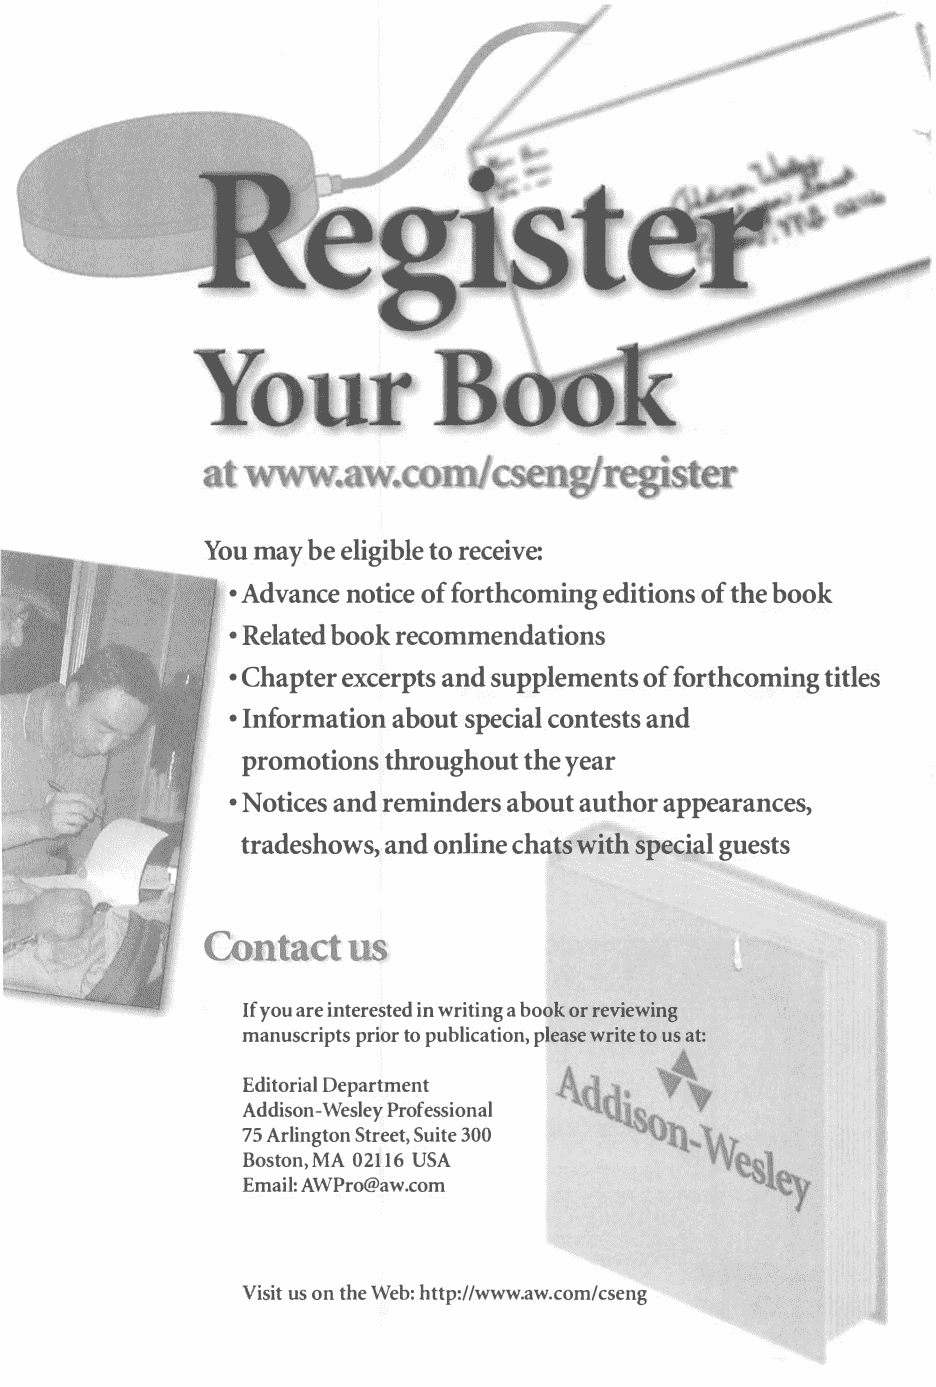 Addison Wesley
Register
Your Book
at www.aw.com/cseng/register
You may be eligible to receive:
• Advance notice of forthcoming editions of the book
• Related book recommendations
• Chapter excerpts and supplements of forthcoming titles
• Information about special contests and
promotions throughout the year
• Notices and reminders about author appearances,
tradeshows, and online chats with special guests
Contact us
If you are interested in writing a book or reviewing
manuscripts prior to publication, please write to us at:
Editorial Department
Addison-Wesley Professional
75 Arlington Street, Suite 300
Boston, MA 02116 USA
Email: AWPro@aw.com
Addison-Wesley
Visit us on the Web: http://www.aw.com/cseng